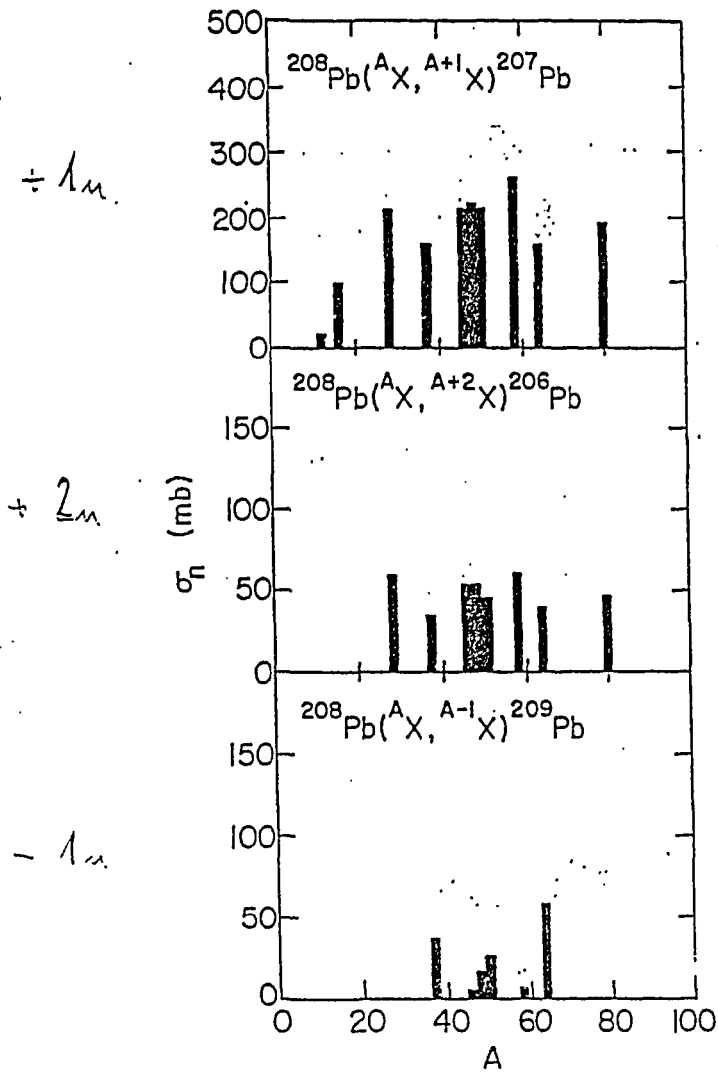 500
400
300
200
100
0
²⁰⁸Pb(ᴬX, ᴬ⁺¹X)²⁰⁷Pb
÷ 1n
150
100
50
0
²⁰⁸Pb(ᴬX, ᴬ⁺²X)²⁰⁶Pb
÷ 2n
σn (mb)
150
100
50
0
²⁰⁸Pb(ᴬX, ᴬ⁻¹X)²⁰⁹Pb
- 1n
0 20 40 60 80 100
A